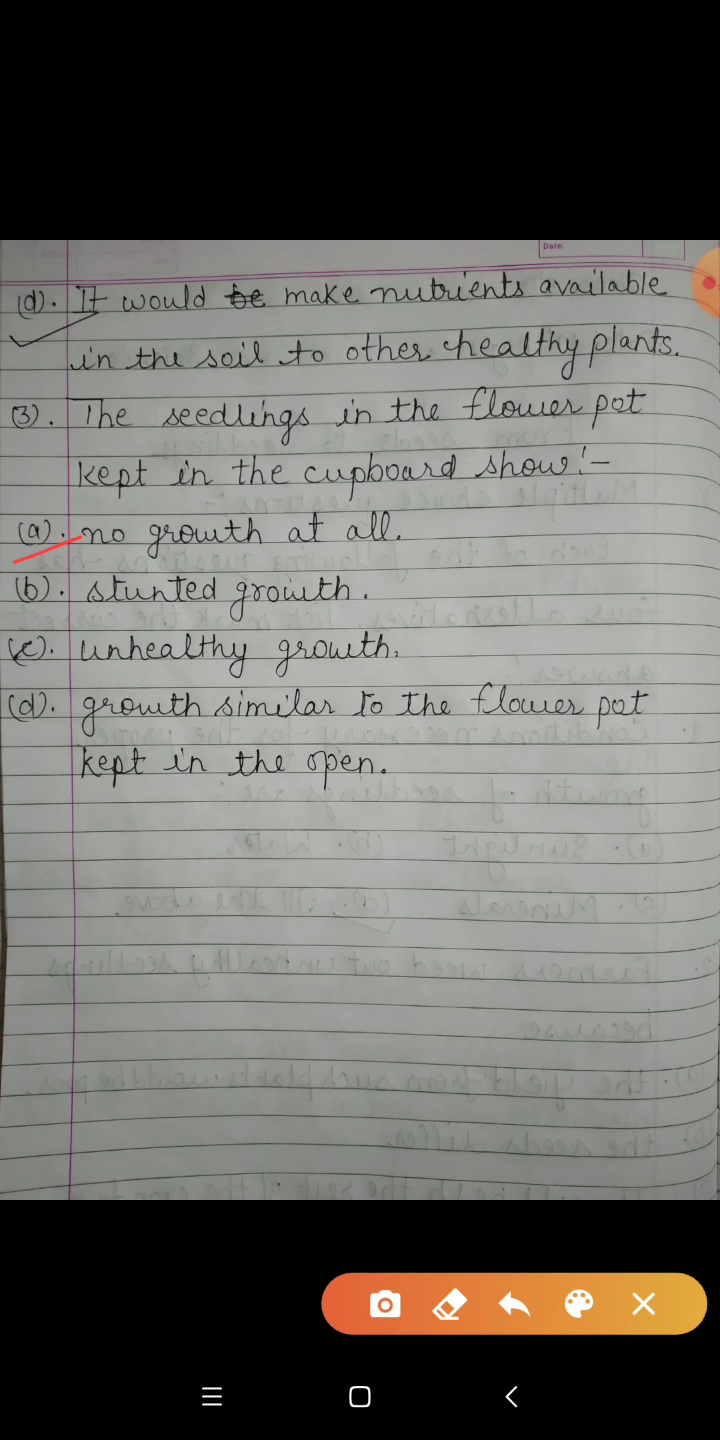 Date:
(d). It would be make nutrients available
in the soil to other healthy plants.
(3). The seedlings in the flower pot
kept in the cupboard show:-
(a). no growth at all.
(b). stunted growth.
(c). unhealthy growth.
(d). growth similar to the flower pot
kept in the open.